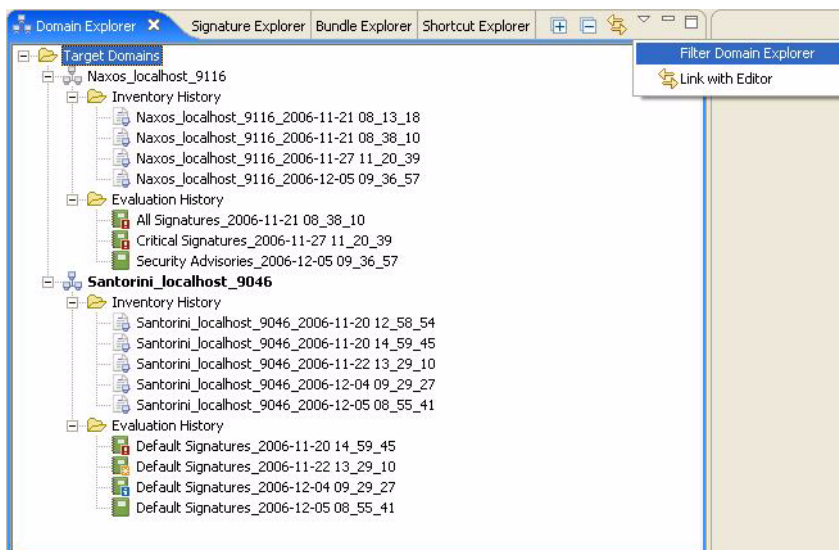 Domain Explorer Signature Explorer Bundle Explorer Shortcut Explorer
Filter Domain Explorer
Link with Editor
Target Domains
Naxos_localhost_9116
Inventory History
Naxos_localhost_9116_2006-11-21 08_13_18
Naxos_localhost_9116_2006-11-21 08_38_10
Naxos_localhost_9116_2006-11-27 11_20_39
Naxos_localhost_9116_2006-12-05 09_36_57
Evaluation History
All Signatures_2006-11-21 08_38_10
Critical Signatures_2006-11-27 11_20_39
Security Advisories_2006-12-05 09_36_57
Santorini_localhost_9046
Inventory History
Santorini_localhost_9046_2006-11-20 12_58_54
Santorini_localhost_9046_2006-11-20 14_59_45
Santorini_localhost_9046_2006-11-22 13_29_10
Santorini_localhost_9046_2006-12-04 09_29_27
Santorini_localhost_9046_2006-12-05 08_55_41
Evaluation History
Default Signatures_2006-11-20 14_59_45
Default Signatures_2006-11-22 13_29_10
Default Signatures_2006-12-04 09_29_27
Default Signatures_2006-12-05 08_55_41